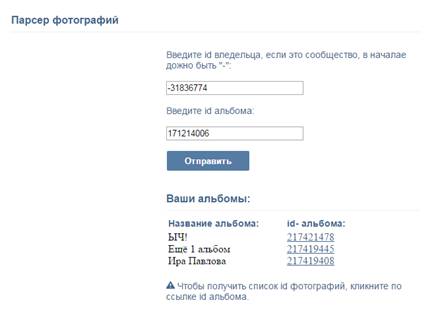 Парсер фотографий
Введите id впедельца, если это сообщество, в началае
дожно быть "-":
-31836774
Введите id альбома:
171214006
Отправить
Ваши альбомы:
Название альбома: id- альбома:
ЫЧ! 217421478
Ещё 1 альбом 217419445
Ира Павлова 217419408
Чтобы получить список id фотографий, кликните по
ссылке id альбома.